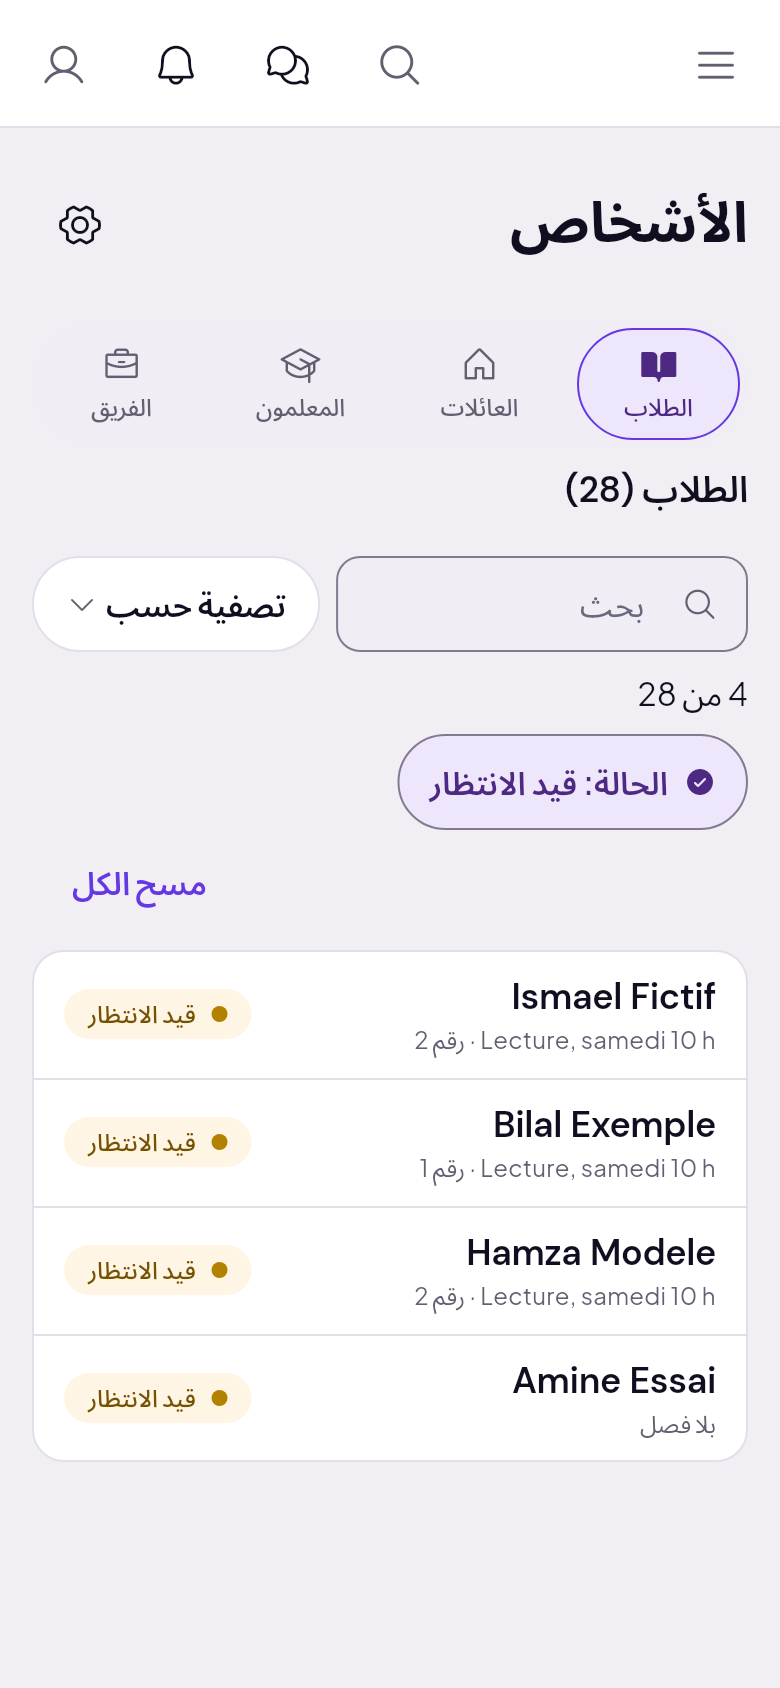 الأشخاص
الطلاب
العائلات
المعلمون
الفريق
الطلاب (28)
بحث
تصفية حسب
4 من 28
الحالة: قيد الانتظار
مسح الكل
Ismael Fictif
Lecture, samedi 10 h · رقم 2
قيد الانتظار
Bilal Exemple
Lecture, samedi 10 h · رقم 1
قيد الانتظار
Hamza Modele
Lecture, samedi 10 h · رقم 2
قيد الانتظار
Amine Essai
بلا فصل
قيد الانتظار